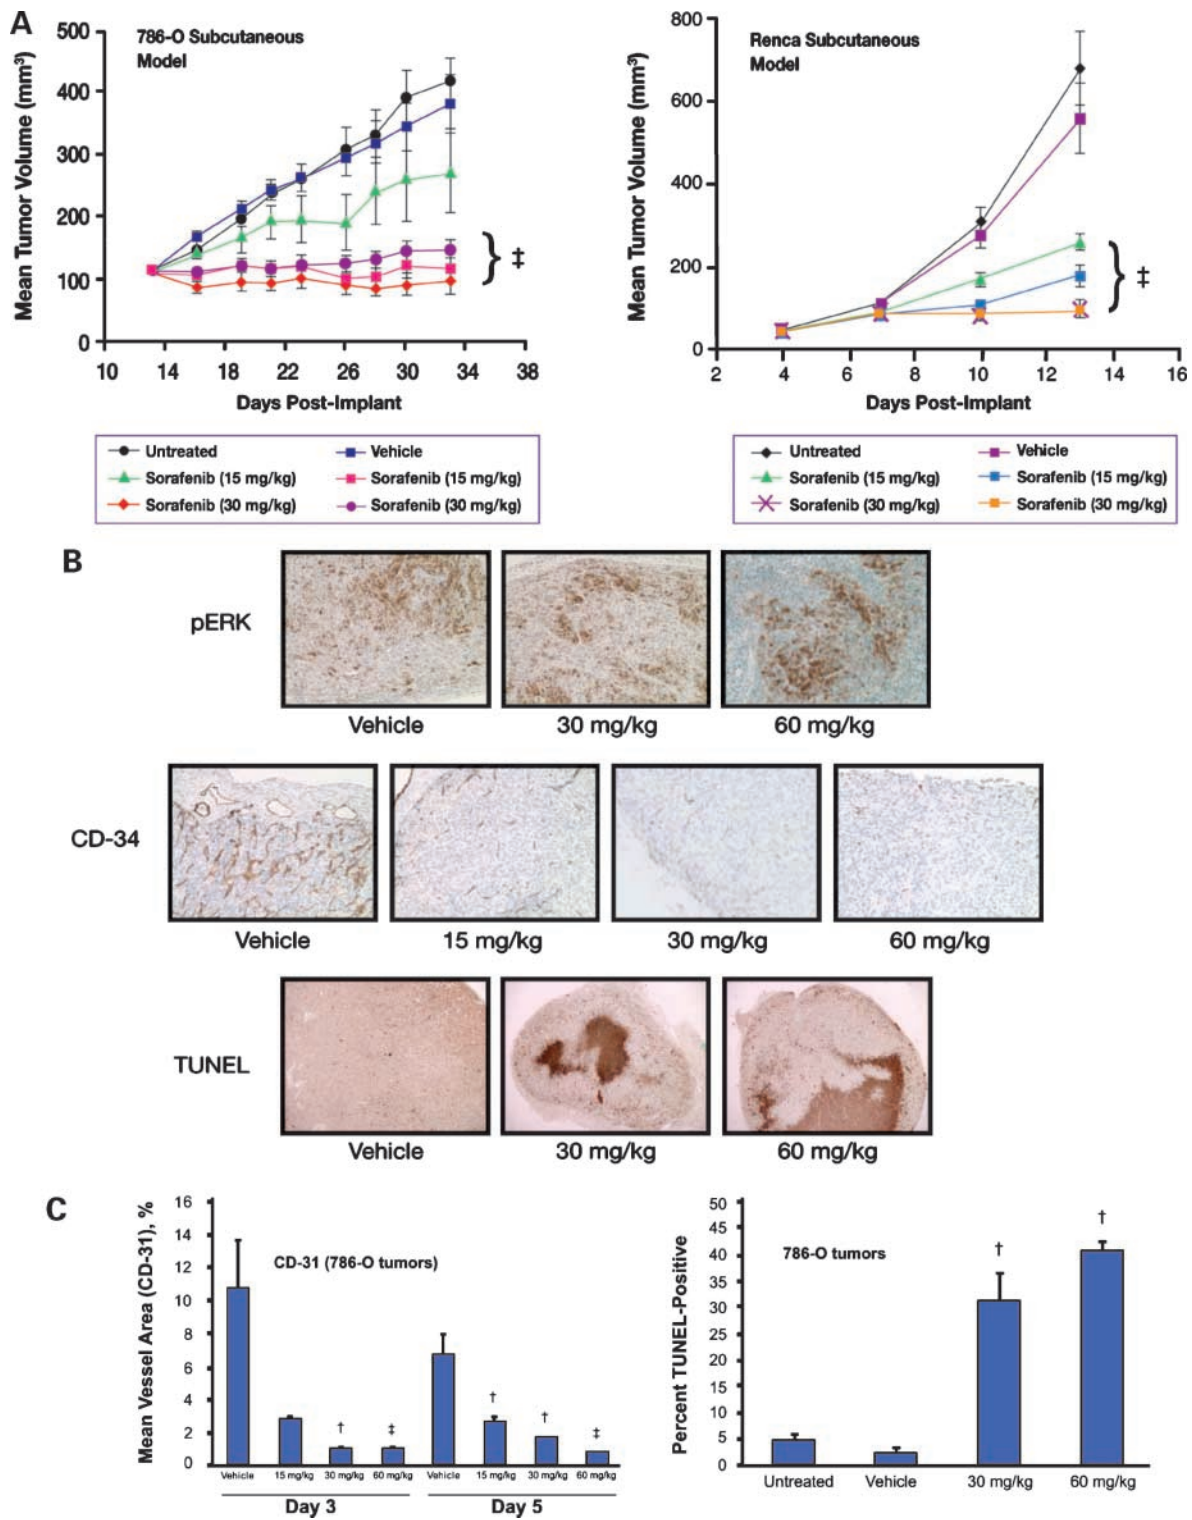 A
786-O Subcutaneous
Model
Mean Tumor Volume (mm³)
500
400
300
200
100
0
10 14 18 22 26 30 34 38
Days Post-Implant
‡
Untreated Vehicle
Sorafenib (15 mg/kg) Sorafenib (15 mg/kg)
Sorafenib (30 mg/kg) Sorafenib (30 mg/kg)
Renca Subcutaneous
Model
Mean Tumor Volume (mm³)
800
600
400
200
0
2 4 6 8 10 12 14 16
Days Post-Implant
‡
Untreated Vehicle
Sorafenib (15 mg/kg) Sorafenib (15 mg/kg)
Sorafenib (30 mg/kg) Sorafenib (30 mg/kg)
B
pERK
Vehicle 30 mg/kg 60 mg/kg
CD-34
Vehicle 15 mg/kg 30 mg/kg 60 mg/kg
TUNEL
Vehicle 30 mg/kg 60 mg/kg
C
Mean Vessel Area (CD-31), %
16
14
12
10
8
6
4
2
0
CD-31 (786-O tumors)
† ‡ † † ‡
Vehicle 15 mg/kg 30 mg/kg 60 mg/kg Vehicle 15 mg/kg 30 mg/kg 60 mg/kg
Day 3 Day 5
Percent TUNEL-Positive
50
45
40
35
30
25
20
15
10
5
0
786-O tumors
† †
Untreated Vehicle 30 mg/kg 60 mg/kg